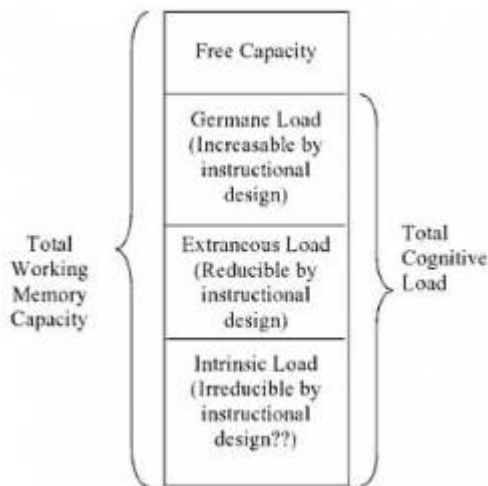 Free Capacity
Germane Load
(Increasable by
instructional
design)
Total
Working
Memory
Capacity
Extraneous Load
(Reducible by
instructional
design)
Total
Cognitive
Load
Intrinsic Load
(Irreducible by
instructional
design??)